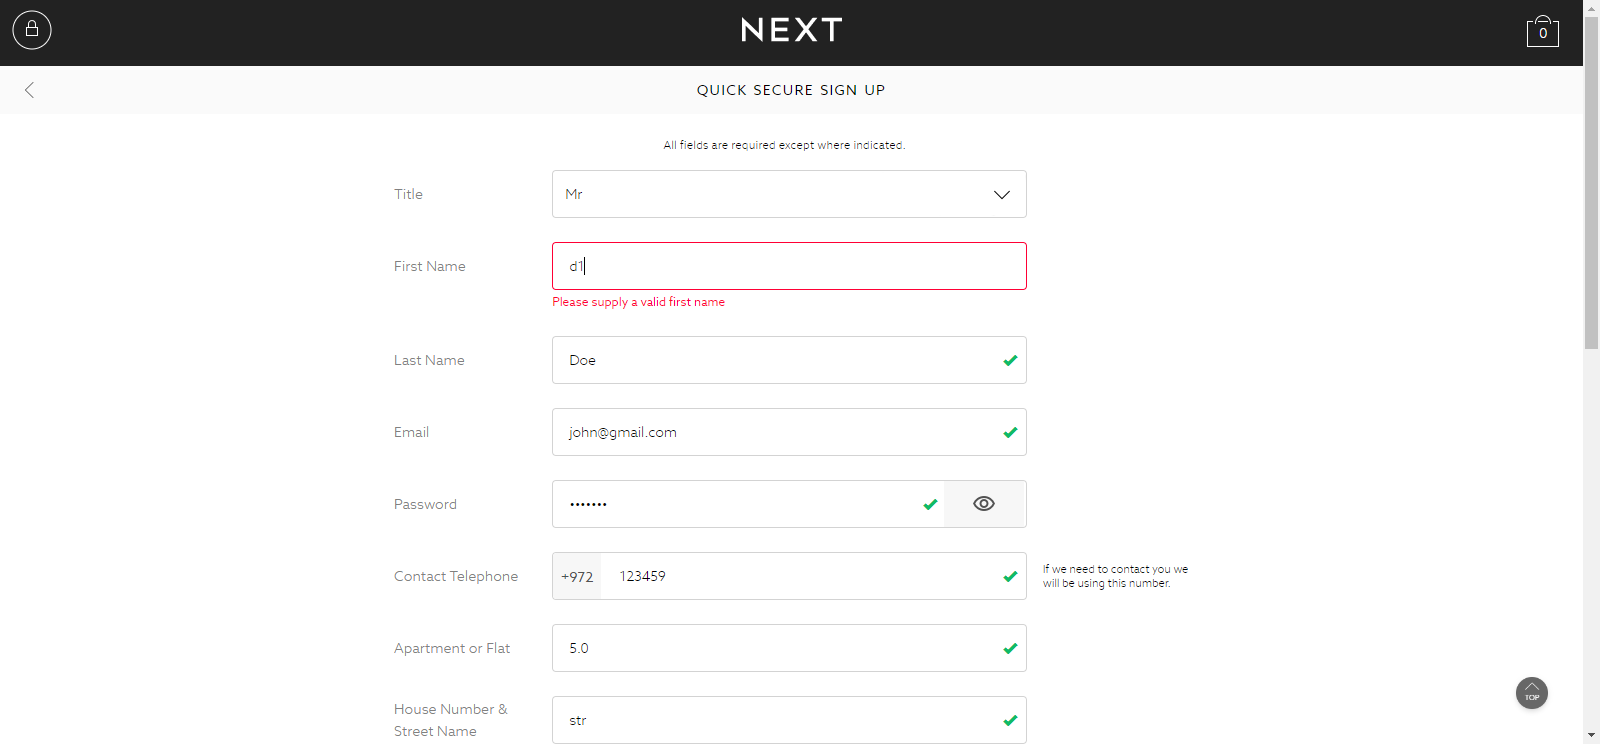 NEXT
0
QUICK SECURE SIGN UP
All fields are required except where indicated.
Title
Mr
First Name
d1
Please supply a valid first name
Last Name
Doe
Email
john@gmail.com
Password
•••••••
Contact Telephone
+972
123459
If we need to contact you we
will be using this number.
Apartment or Flat
5.0
House Number &
Street Name
str
TOP